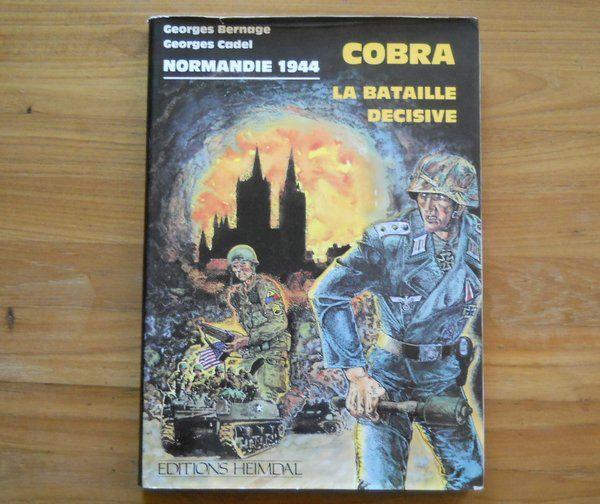 Georges Bernage
Georges Cadel
NORMANDIE 1944
COBRA
LA BATAILLE
DECISIVE
EDITIONS HEIMDAL